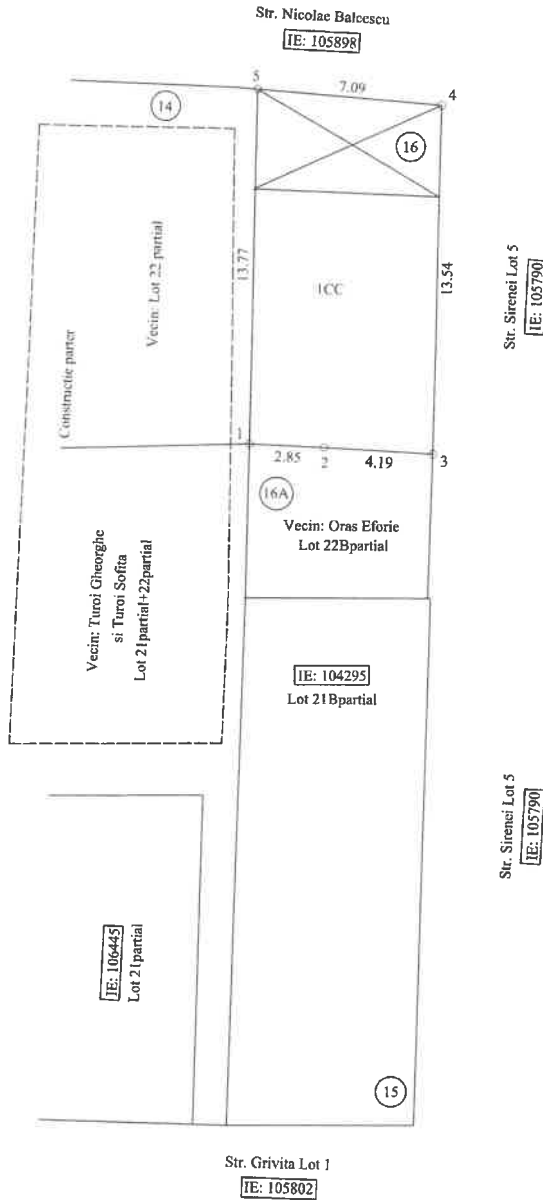 Str. Nicolae Balcescu
IE: 105898
5
7.09
4
14
16
Vecin: Lot 22 partial
13.77
1CC
13.54
Str. Sirenei Lot 5
IE: 105790
Constructie parter
1
2.85
2
4.19
3
16A
Vecin: Oras Eforie
Lot 22Bpartial
Vecin: Turoi Gheorghe
si Turoi Sofita
Lot 21partial+22partial
IE: 104295
Lot 21Bpartial
Str. Sirenei Lot 5
IE: 105790
IE: 106445
Lot 21partial
15
Str. Grivita Lot 1
IE: 105802